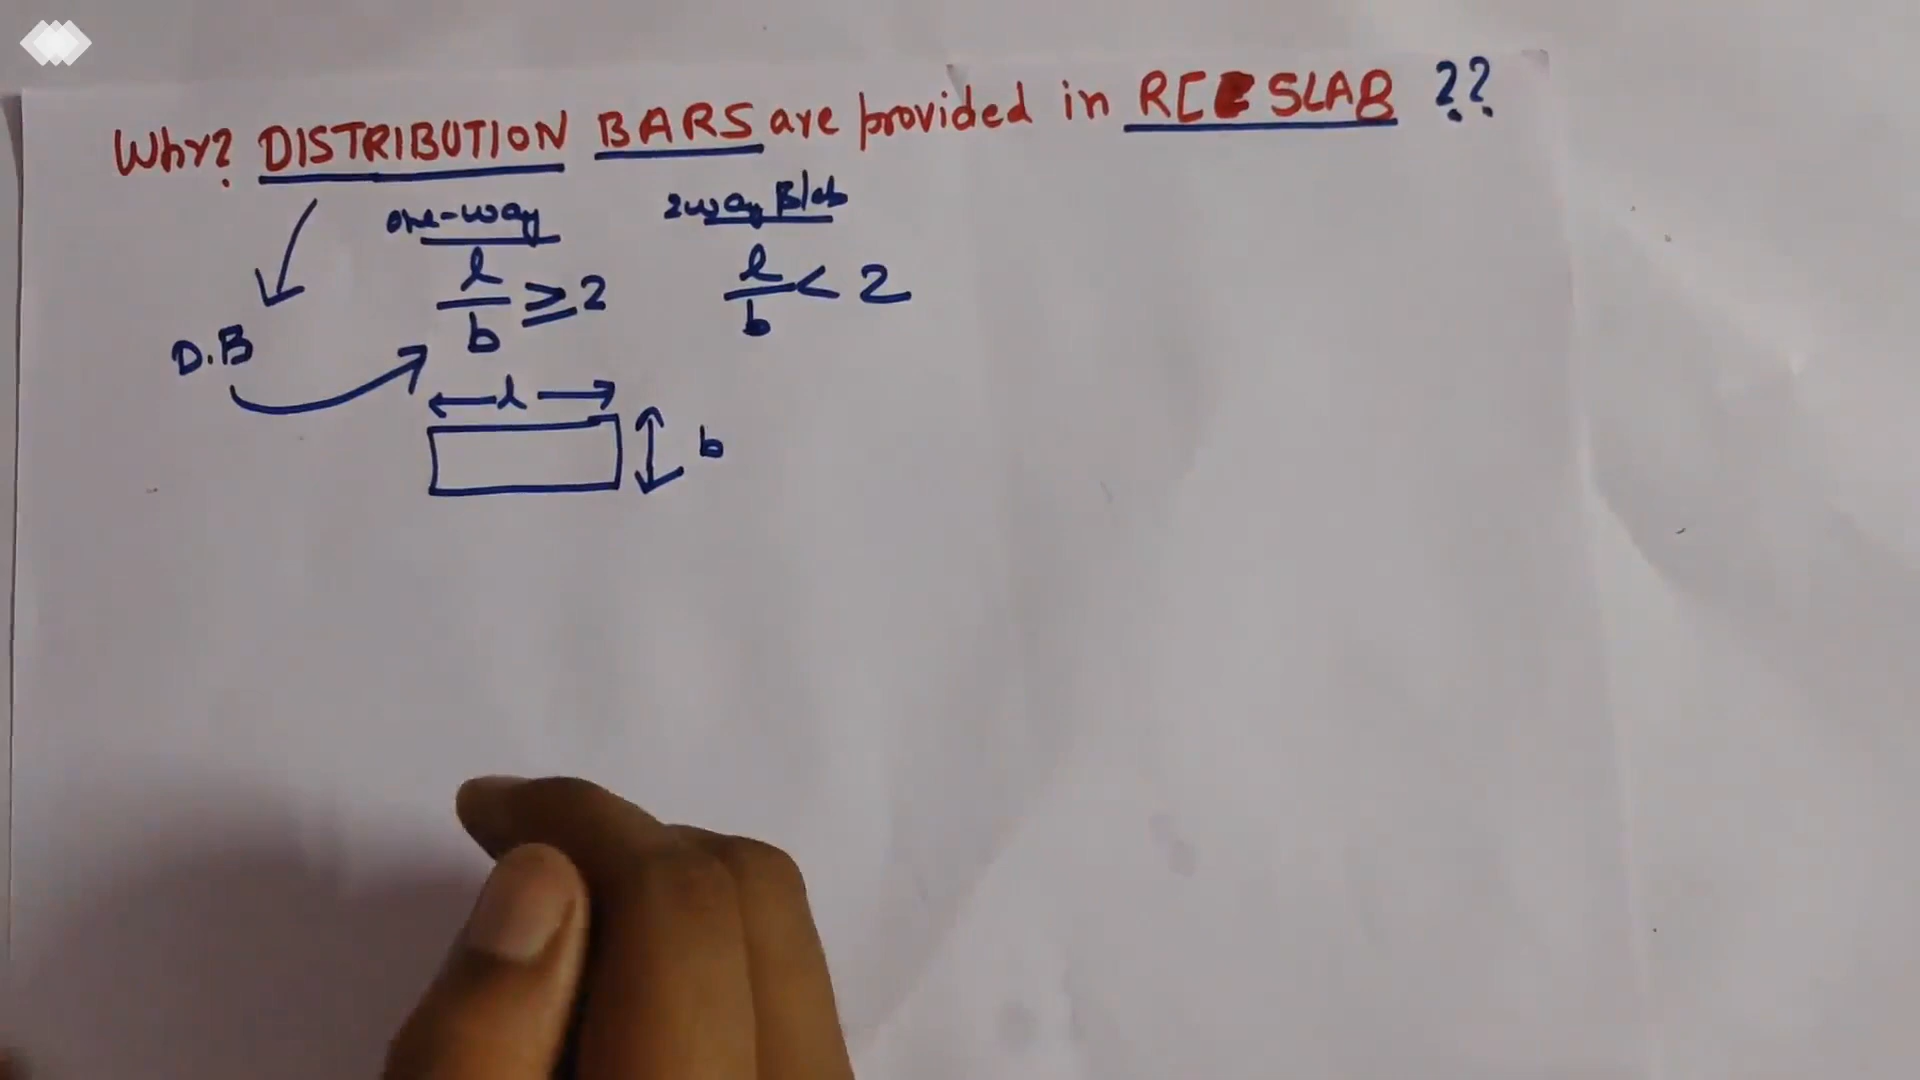 Why? DISTRIBUTION BARS are provided in RCC SLAB ??
one-way
2way Slab
l/b ≥ 2
l/b < 2
D.B
l
b